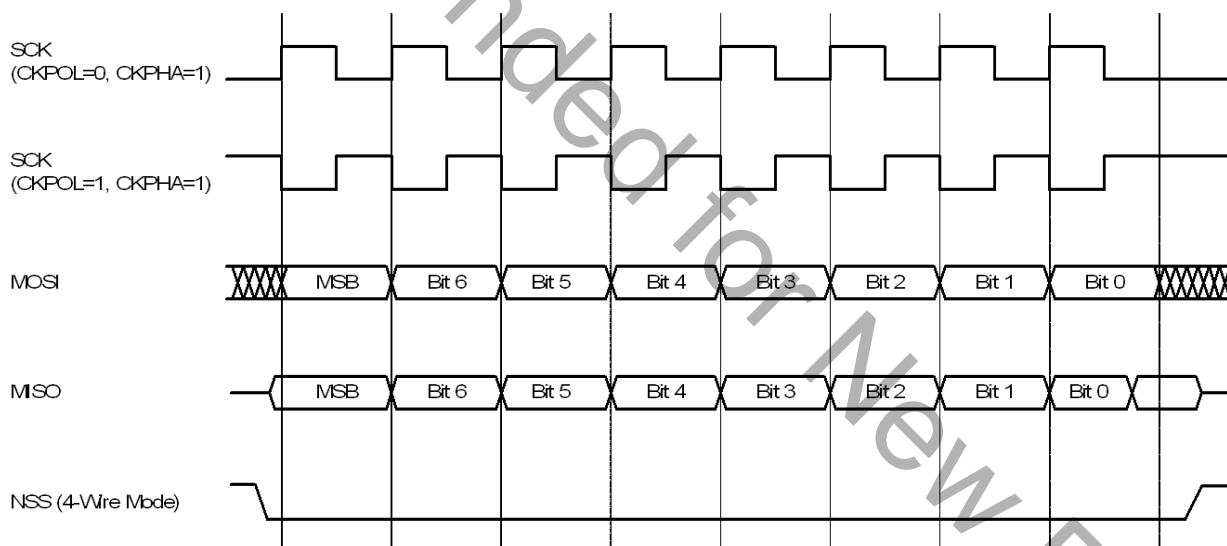 SCK
(CKPOL=0, CKPHA=1)
SCK
(CKPOL=1, CKPHA=1)
MOSI
MSB Bit 6 Bit 5 Bit 4 Bit 3 Bit 2 Bit 1 Bit 0
MISO
MSB Bit 6 Bit 5 Bit 4 Bit 3 Bit 2 Bit 1 Bit 0
NSS (4-Wire Mode)
for New